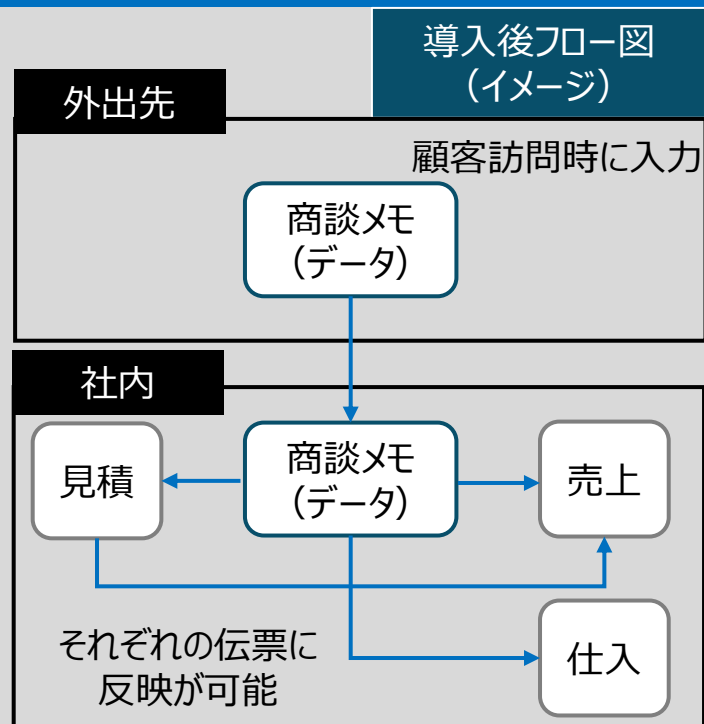 導入後フロー図
（イメージ）
外出先
顧客訪問時に入力
商談メモ
(データ)
社内
見積
商談メモ
(データ)
売上
それぞれの伝票に
反映が可能
仕入